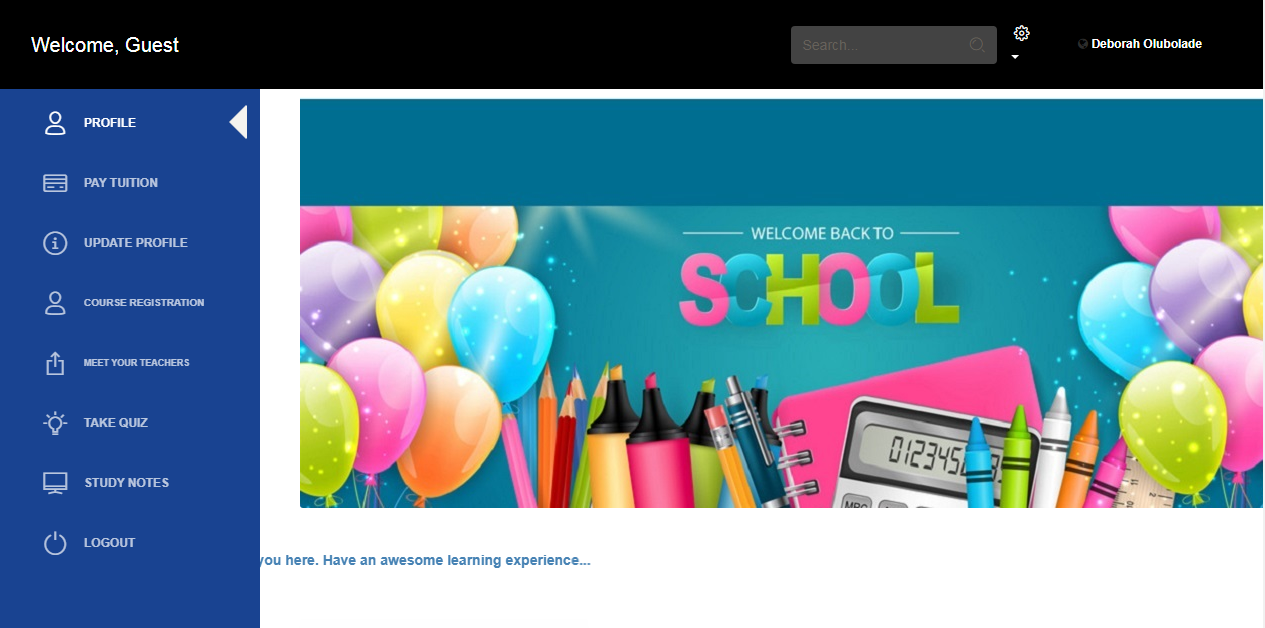 Welcome, Guest
Search...
Deborah Olubolade
PROFILE
PAY TUITION
UPDATE PROFILE
COURSE REGISTRATION
MEET YOUR TEACHERS
TAKE QUIZ
STUDY NOTES
LOGOUT
WELCOME BACK TO
SCHOOL
012345
MRC
you here. Have an awesome learning experience...